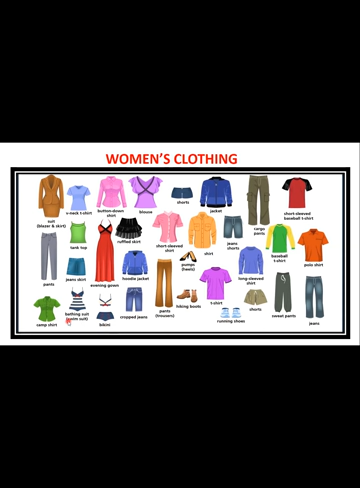 WOMEN'S CLOTHING
suit
(blazer & skirt)
v-neck t-shirt
button-down
shirt
blouse
shorts
jacket
cargo
pants
short-sleeved
baseball t-shirt
tank top
ruffled skirt
short-sleeved
shirt
shirt
jeans
shorts
baseball
t-shirt
polo shirt
pants
jeans skirt
evening gown
hoodie jacket
pants
(trousers)
pumps
(heels)
long-sleeved
shirt
camp shirt
bathing suit
(swim suit)
bikini
cropped jeans
hiking boots
t-shirt
running shoes
shorts
sweat pants
jeans